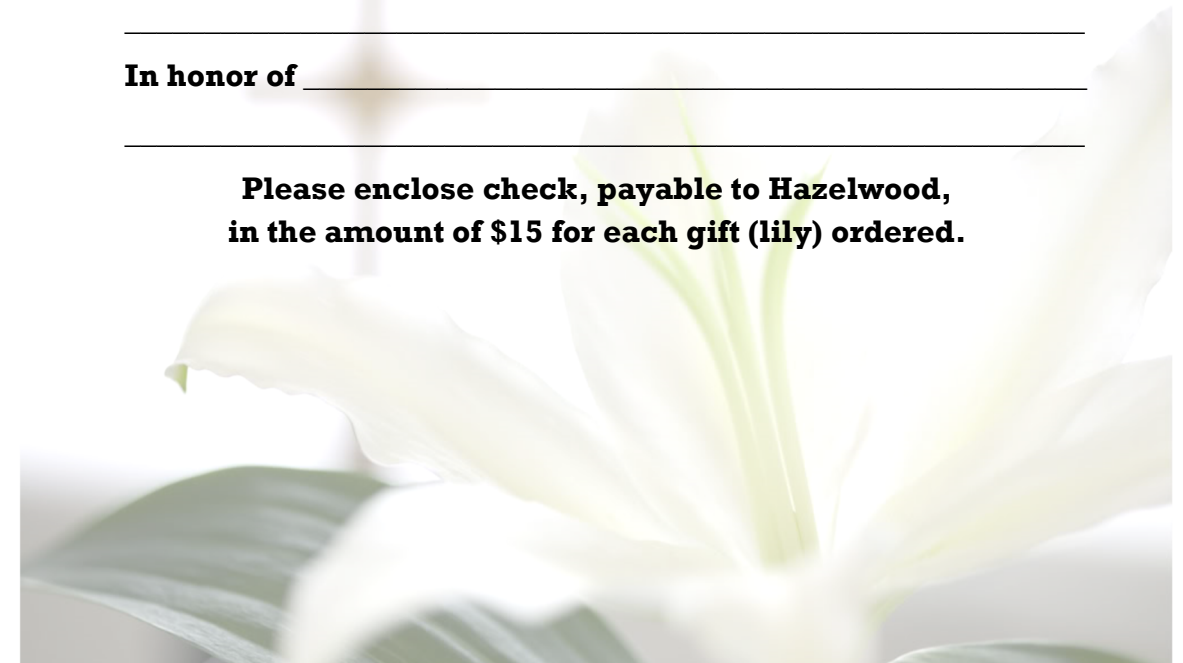 In honor of
Please enclose check, payable to Hazelwood,
in the amount of $15 for each gift (lily) ordered.